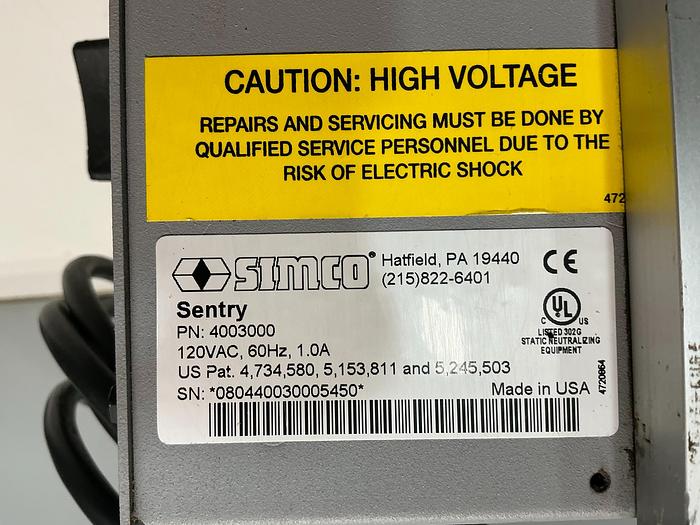 CAUTION: HIGH VOLTAGE
REPAIRS AND SERVICING MUST BE DONE BY
QUALIFIED SERVICE PERSONNEL DUE TO THE
RISK OF ELECTRIC SHOCK
472
SIMCO® Hatfield, PA 19440
(215)822-6401
CE
Sentry
PN: 4003000
120VAC, 60Hz, 1.0A
US Pat. 4,734,580, 5,153,811 and 5,245,503
SN: *080440030005450*
Made in USA
C UL US
LISTED 302G
STATIC NEUTRALIZING
EQUIPMENT
4720864